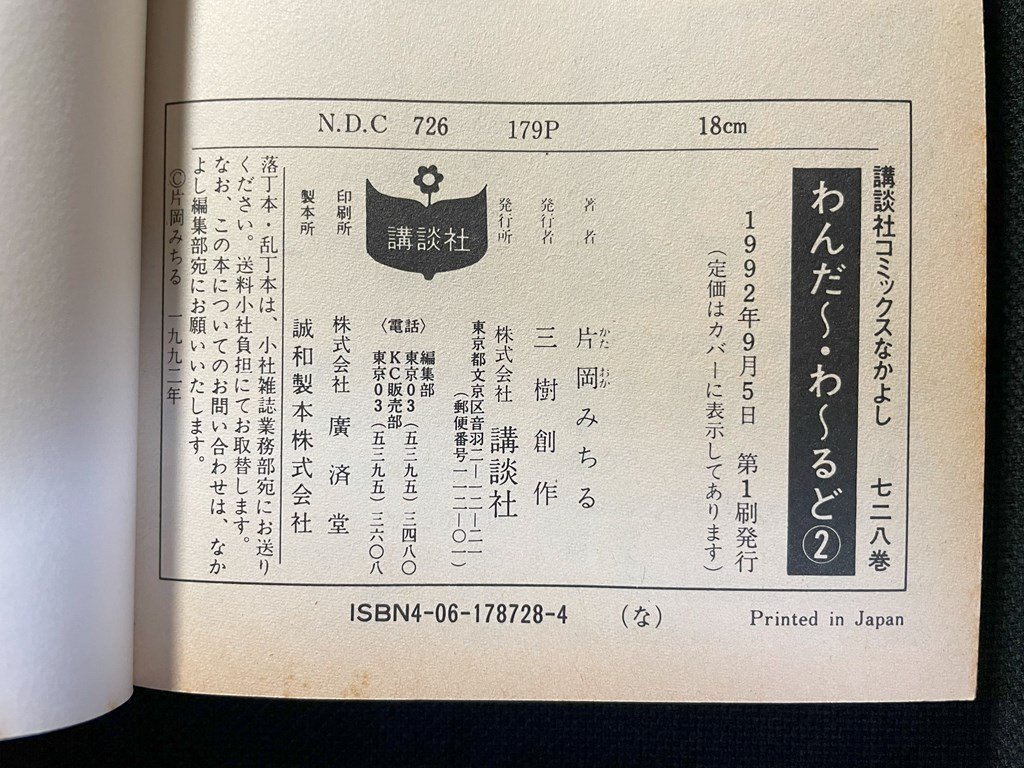 N.D.C 726 179P 18cm
講談社コミックスなかよし 七二八巻
わんだ〜・わ〜るど②
1992年9月5日 第1刷発行
(定価はカバーに表示してあります)
著者 片岡みちる
かたおか
発行者 三樹創作
発行所 株式会社 講談社
東京都文京区音羽二―一二―二一
(郵便番号一一二―〇一)
〈電話〉
編集部
東京03(五三九五)三四八〇
KC販売部
東京03(五三九五)三六〇八
講談社
印刷所 株式会社 廣済堂
製本所 誠和製本株式会社
落丁本・乱丁本は、小社雑誌業務部宛にお送り
ください。送料小社負担にてお取替します。
なお、この本についてのお問い合わせは、なか
よし編集部宛にお願いいたします。
©片岡みちる 一九九二年
ISBN4-06-178728-4 (な) Printed in Japan